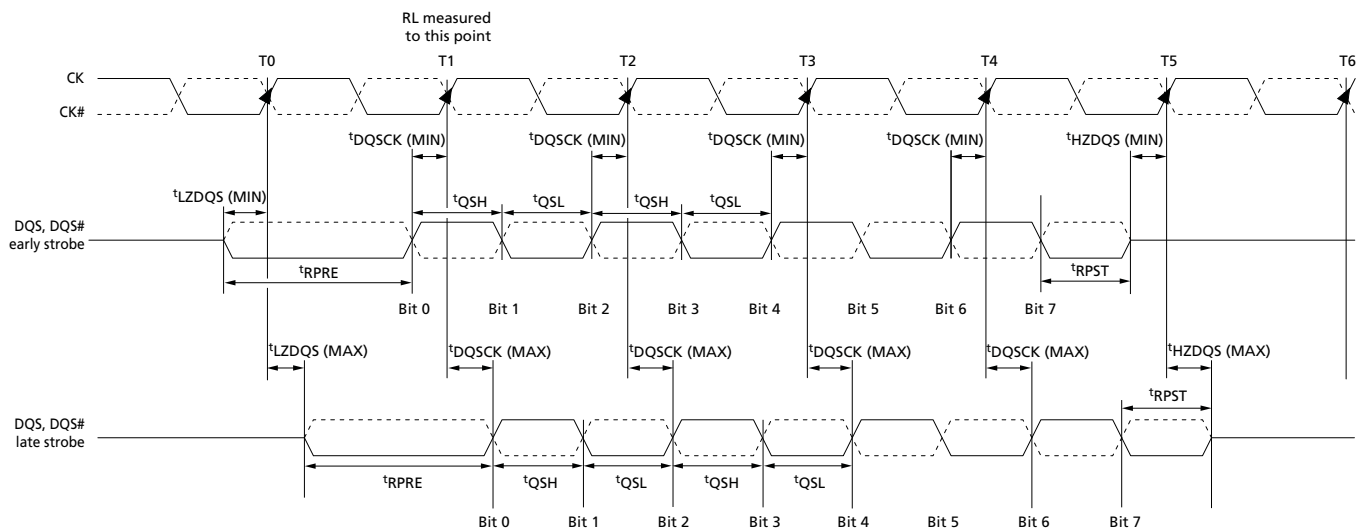 RL measured
to this point
T0 T1 T2 T3 T4 T5 T6
CK
CK#
tDQSCK (MIN) tDQSCK (MIN) tDQSCK (MIN) tDQSCK (MIN) tHZDQS (MIN)
tLZDQS (MIN)
tQSH tQSL tQSH tQSL
DQS, DQS#
early strobe
tRPRE tRPST
Bit 0 Bit 1 Bit 2 Bit 3 Bit 4 Bit 5 Bit 6 Bit 7
tLZDQS (MAX) tDQSCK (MAX) tDQSCK (MAX) tDQSCK (MAX) tDQSCK (MAX) tHZDQS (MAX)
tRPST
DQS, DQS#
late strobe
tRPRE tQSH tQSL tQSH tQSL
Bit 0 Bit 1 Bit 2 Bit 3 Bit 4 Bit 5 Bit 6 Bit 7